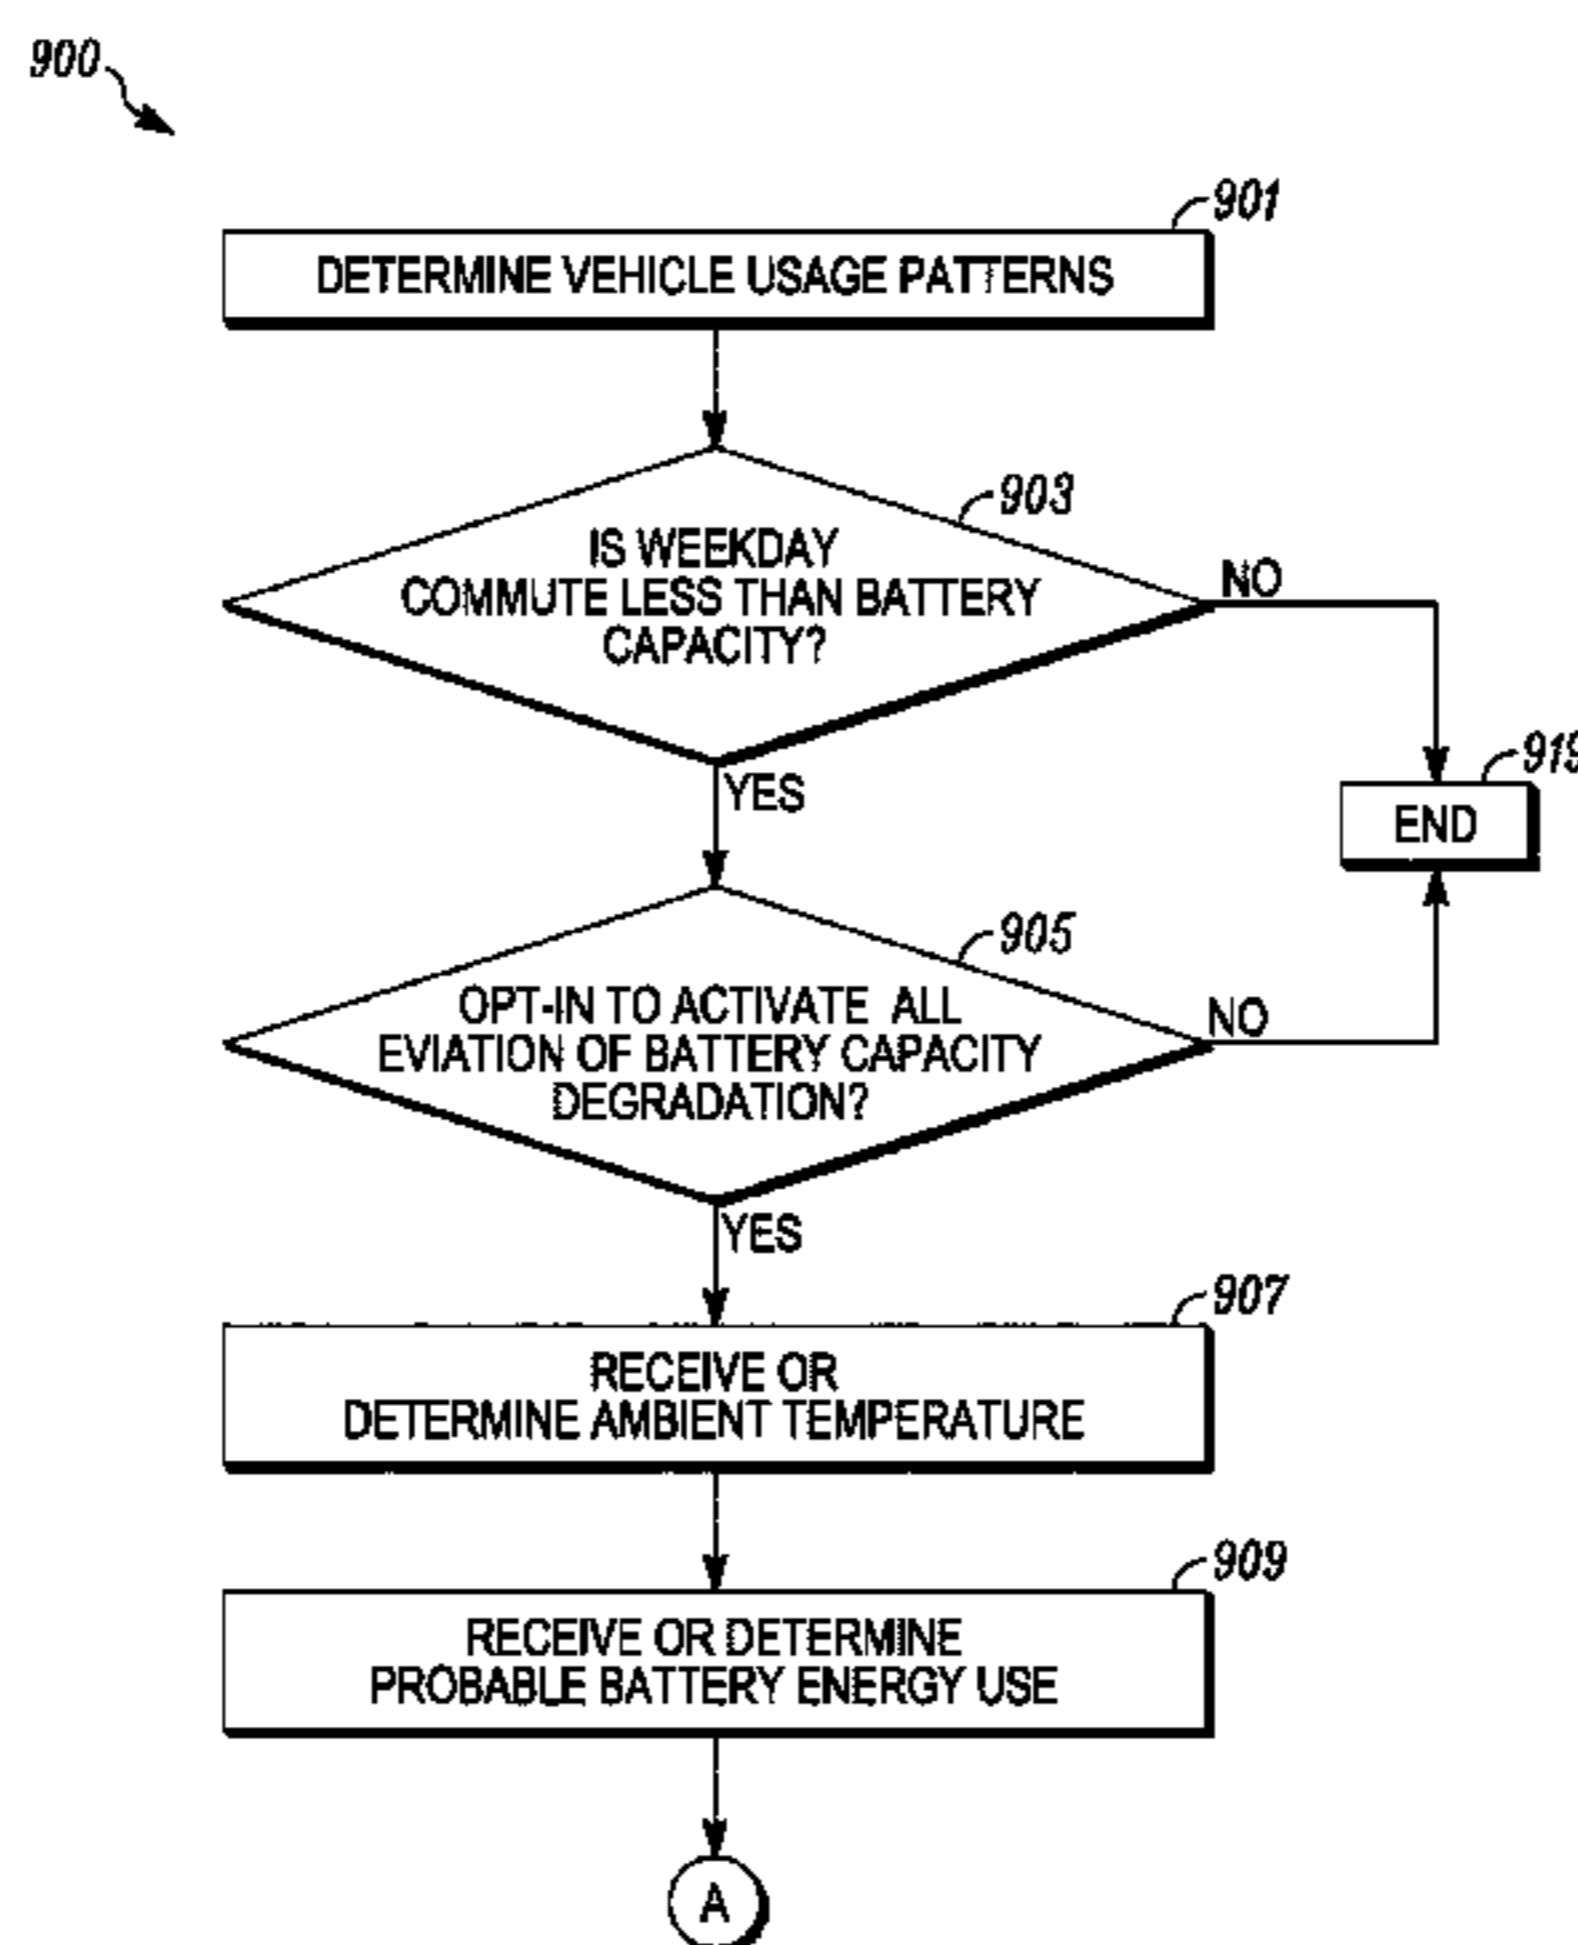 900
901
DETERMINE VEHICLE USAGE PATTERNS
903
IS WEEKDAY
COMMUTE LESS THAN BATTERY
CAPACITY?
NO
YES
919
END
905
OPT-IN TO ACTIVATE ALL
EVIATION OF BATTERY CAPACITY
DEGRADATION?
NO
YES
907
RECEIVE OR
DETERMINE AMBIENT TEMPERATURE
909
RECEIVE OR DETERMINE
PROBABLE BATTERY ENERGY USE
A